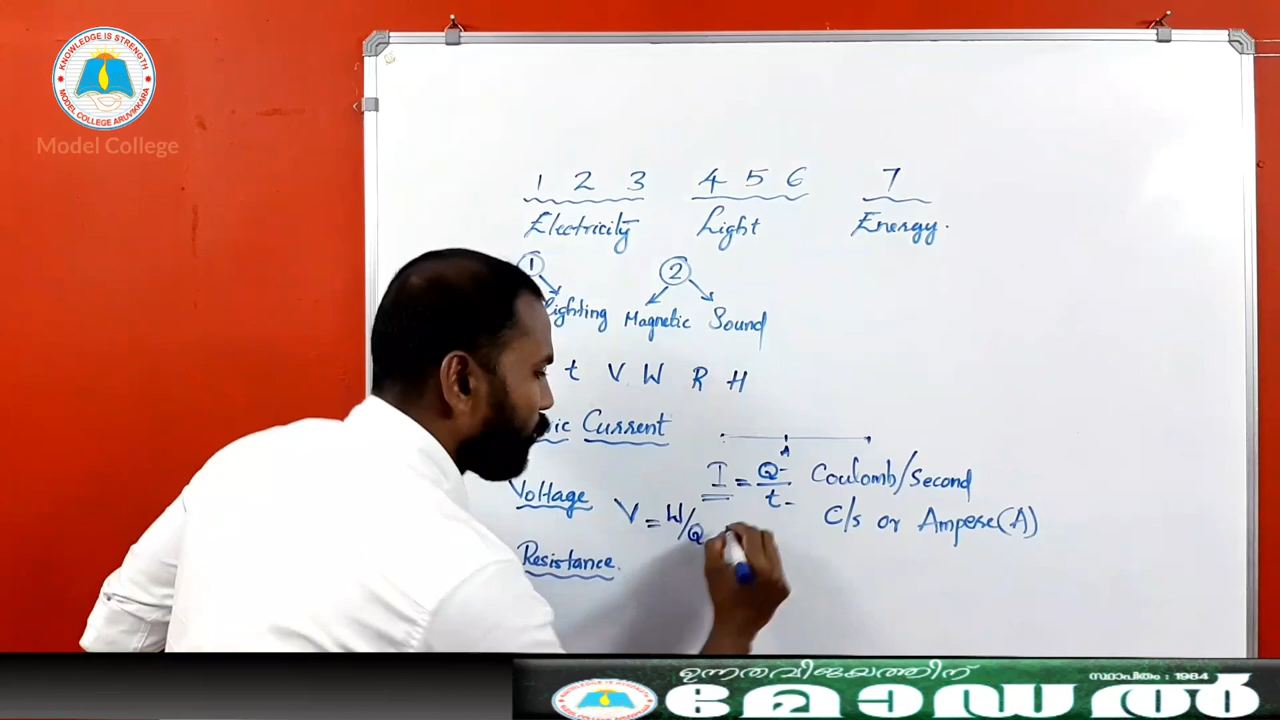 KNOWLEDGE IS STRENGTH
MODEL COLLEGE ARUVIKKARA
Model College
1 2 3 4 5 6 7
Electricity Light Energy.
1 2
Magnetic Sound
t V W R H
Current
A
I = Q/t Coulomb/Second
Voltage V = W/Q C/s or Ampere(A)
Resistance.
ഉന്നതവിജയത്തിന്
സ്ഥാപിതം : 1984
മോഡൽ